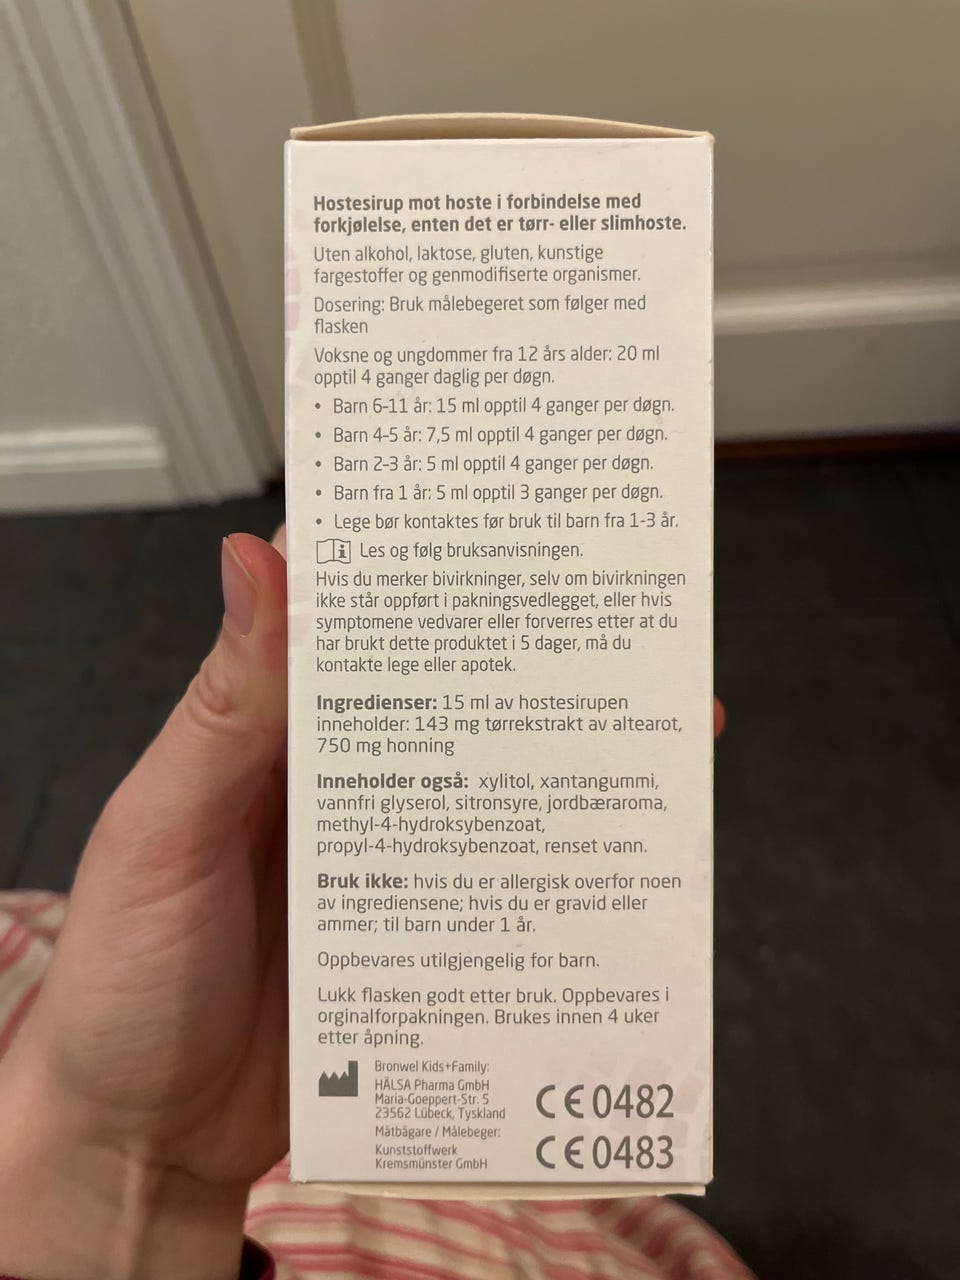 Hostesirup mot hoste i forbindelse med
forkjølelse, enten det er tørr- eller slimhoste.
Uten alkohol, laktose, gluten, kunstige
fargestoffer og genmodifiserte organismer.
Dosering: Bruk målebegeret som følger med
flasken
Voksne og ungdommer fra 12 års alder: 20 ml
opptil 4 ganger daglig per døgn.
• Barn 6-11 år: 15 ml opptil 4 ganger per døgn.
• Barn 4-5 år: 7,5 ml opptil 4 ganger per døgn.
• Barn 2-3 år: 5 ml opptil 4 ganger per døgn.
• Barn fra 1 år: 5 ml opptil 3 ganger per døgn.
• Lege bør kontaktes før bruk til barn fra 1-3 år.
i Les og følg bruksanvisningen.
Hvis du merker bivirkninger, selv om bivirkningen
ikke står oppført i pakningsvedlegget, eller hvis
symptomene vedvarer eller forverres etter at du
har brukt dette produktet i 5 dager, må du
kontakte lege eller apotek.
Ingredienser: 15 ml av hostesirupen
inneholder: 143 mg tørrekstrakt av altearot,
750 mg honning
Inneholder også: xylitol, xantangummi,
vannfri glyserol, sitronsyre, jordbæraroma,
methyl-4-hydroksybenzoat,
propyl-4-hydroksybenzoat, renset vann.
Bruk ikke: hvis du er allergisk overfor noen
av ingrediensene; hvis du er gravid eller
ammer; til barn under 1 år.
Oppbevares utilgjengelig for barn.
Lukk flasken godt etter bruk. Oppbevares i
orginalforpakningen. Brukes innen 4 uker
etter åpning.
Bronwel Kids+Family:
HÄLSA Pharma GmbH
Maria-Goeppert-Str. 5
23562 Lübeck, Tyskland
CE 0482
Mätbägare / Målebeger:
Kunststoffwerk
Kremsmünster GmbH
CE 0483